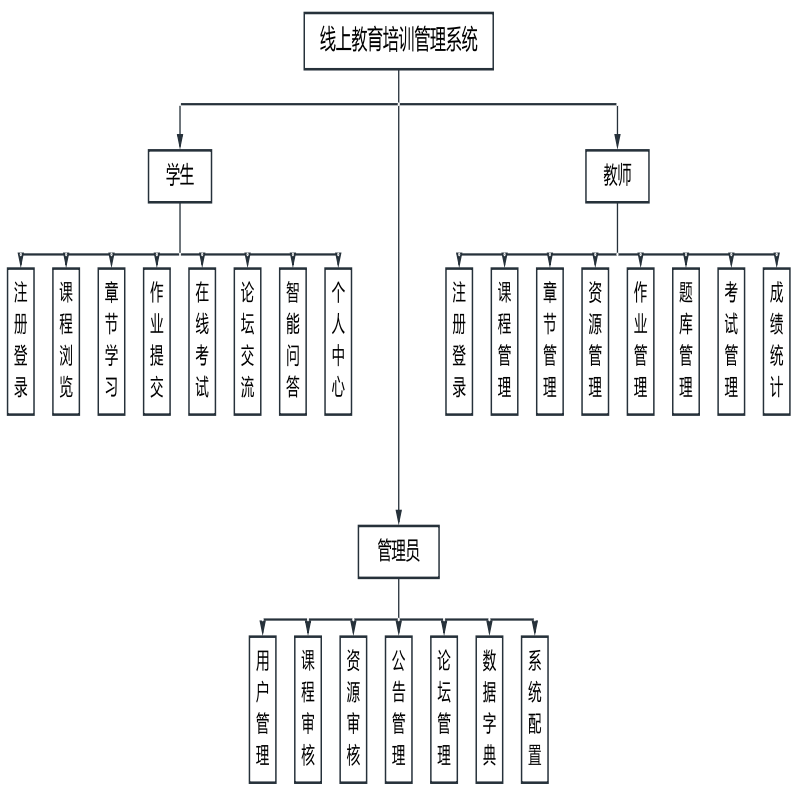 线上教育培训管理系统
学生
教师
注册登录
课程浏览
章节学习
作业提交
在线考试
论坛交流
智能问答
个人中心
注册登录
课程管理
章节管理
资源管理
作业管理
题库管理
考试管理
成绩统计
管理员
用户管理
课程审核
资源审核
公告管理
论坛管理
数据字典
系统配置